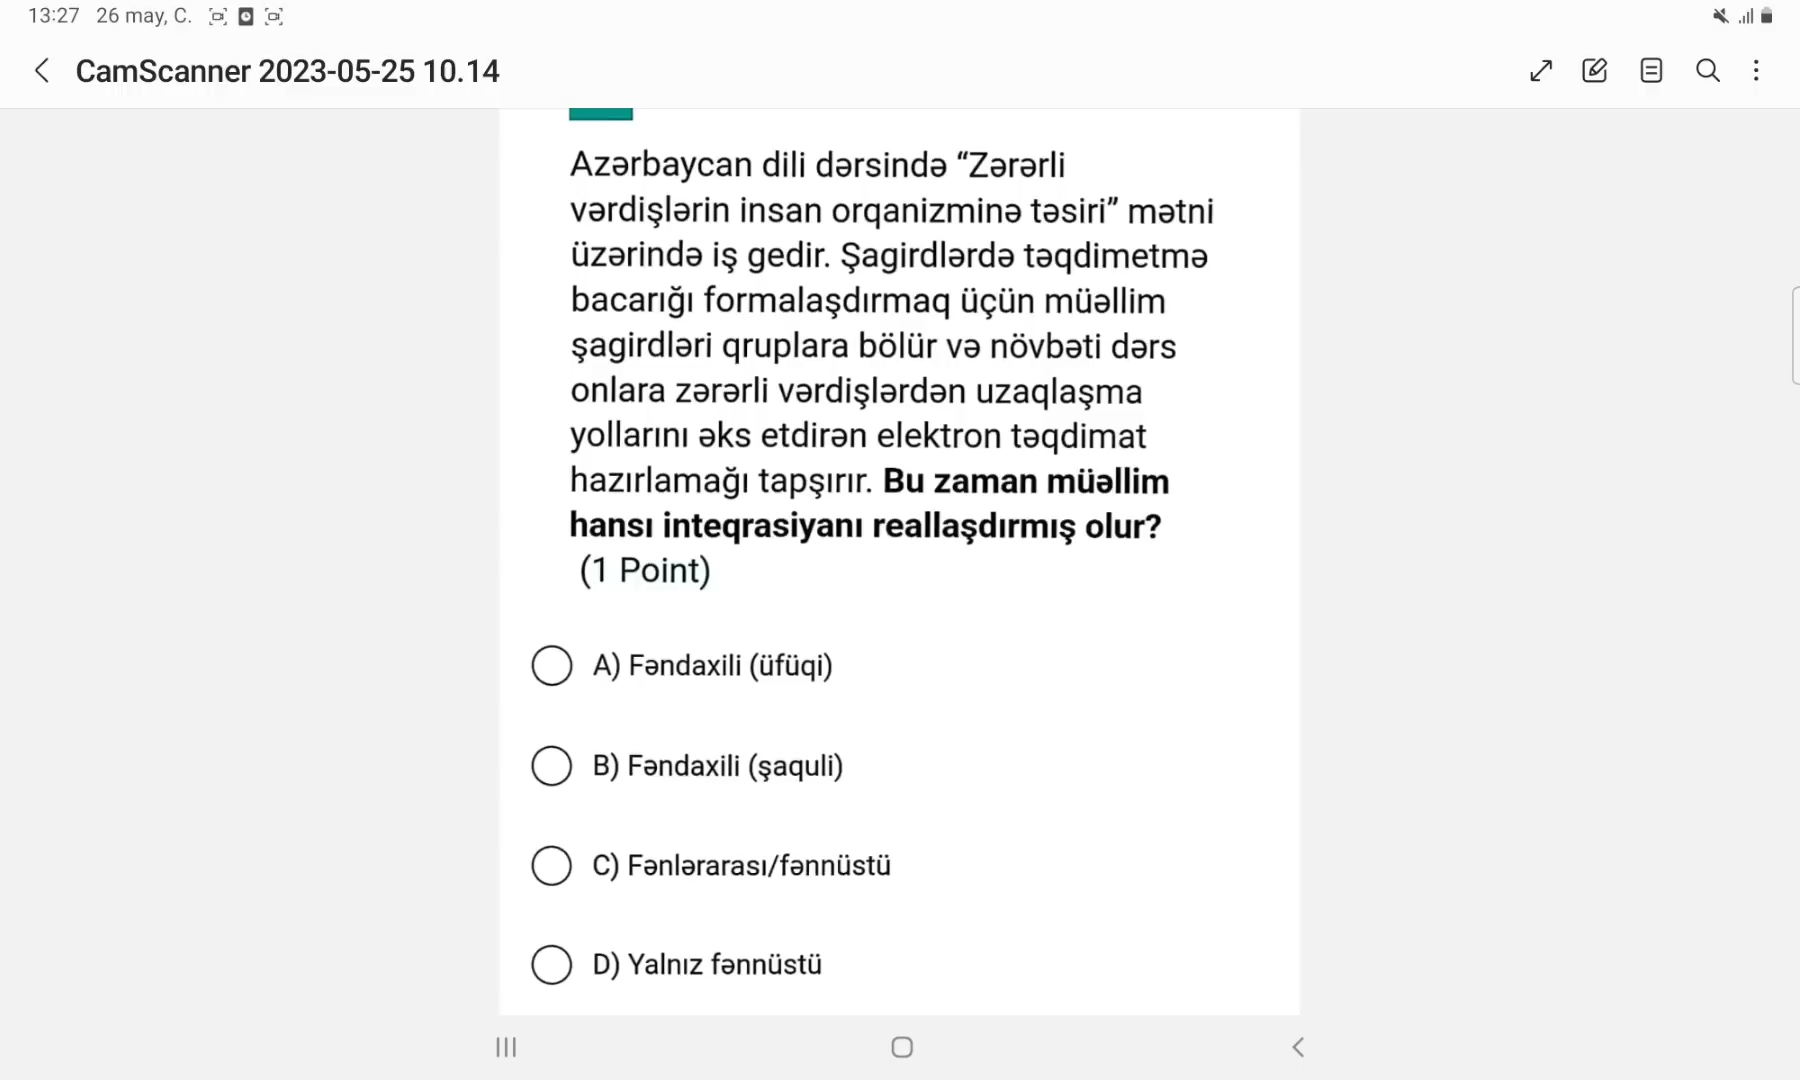 13:27 26 may, C.
CamScanner 2023-05-25 10.14
Azərbaycan dili dərsində “Zərərli
vərdişlərin insan orqanizminə təsiri” mətni
üzərində iş gedir. Şagirdlərdə təqdimetmə
bacarığı formalaşdırmaq üçün müəllim
şagirdləri qruplara bölür və növbəti dərs
onlara zərərli vərdişlərdən uzaqlaşma
yollarını əks etdirən elektron təqdimat
hazırlamağı tapşırır. Bu zaman müəllim
hansı inteqrasiyanı reallaşdırmış olur?
(1 Point)
A) Fəndaxili (üfüqi)
B) Fəndaxili (şaquli)
C) Fənlərarası/fənnüstü
D) Yalnız fənnüstü